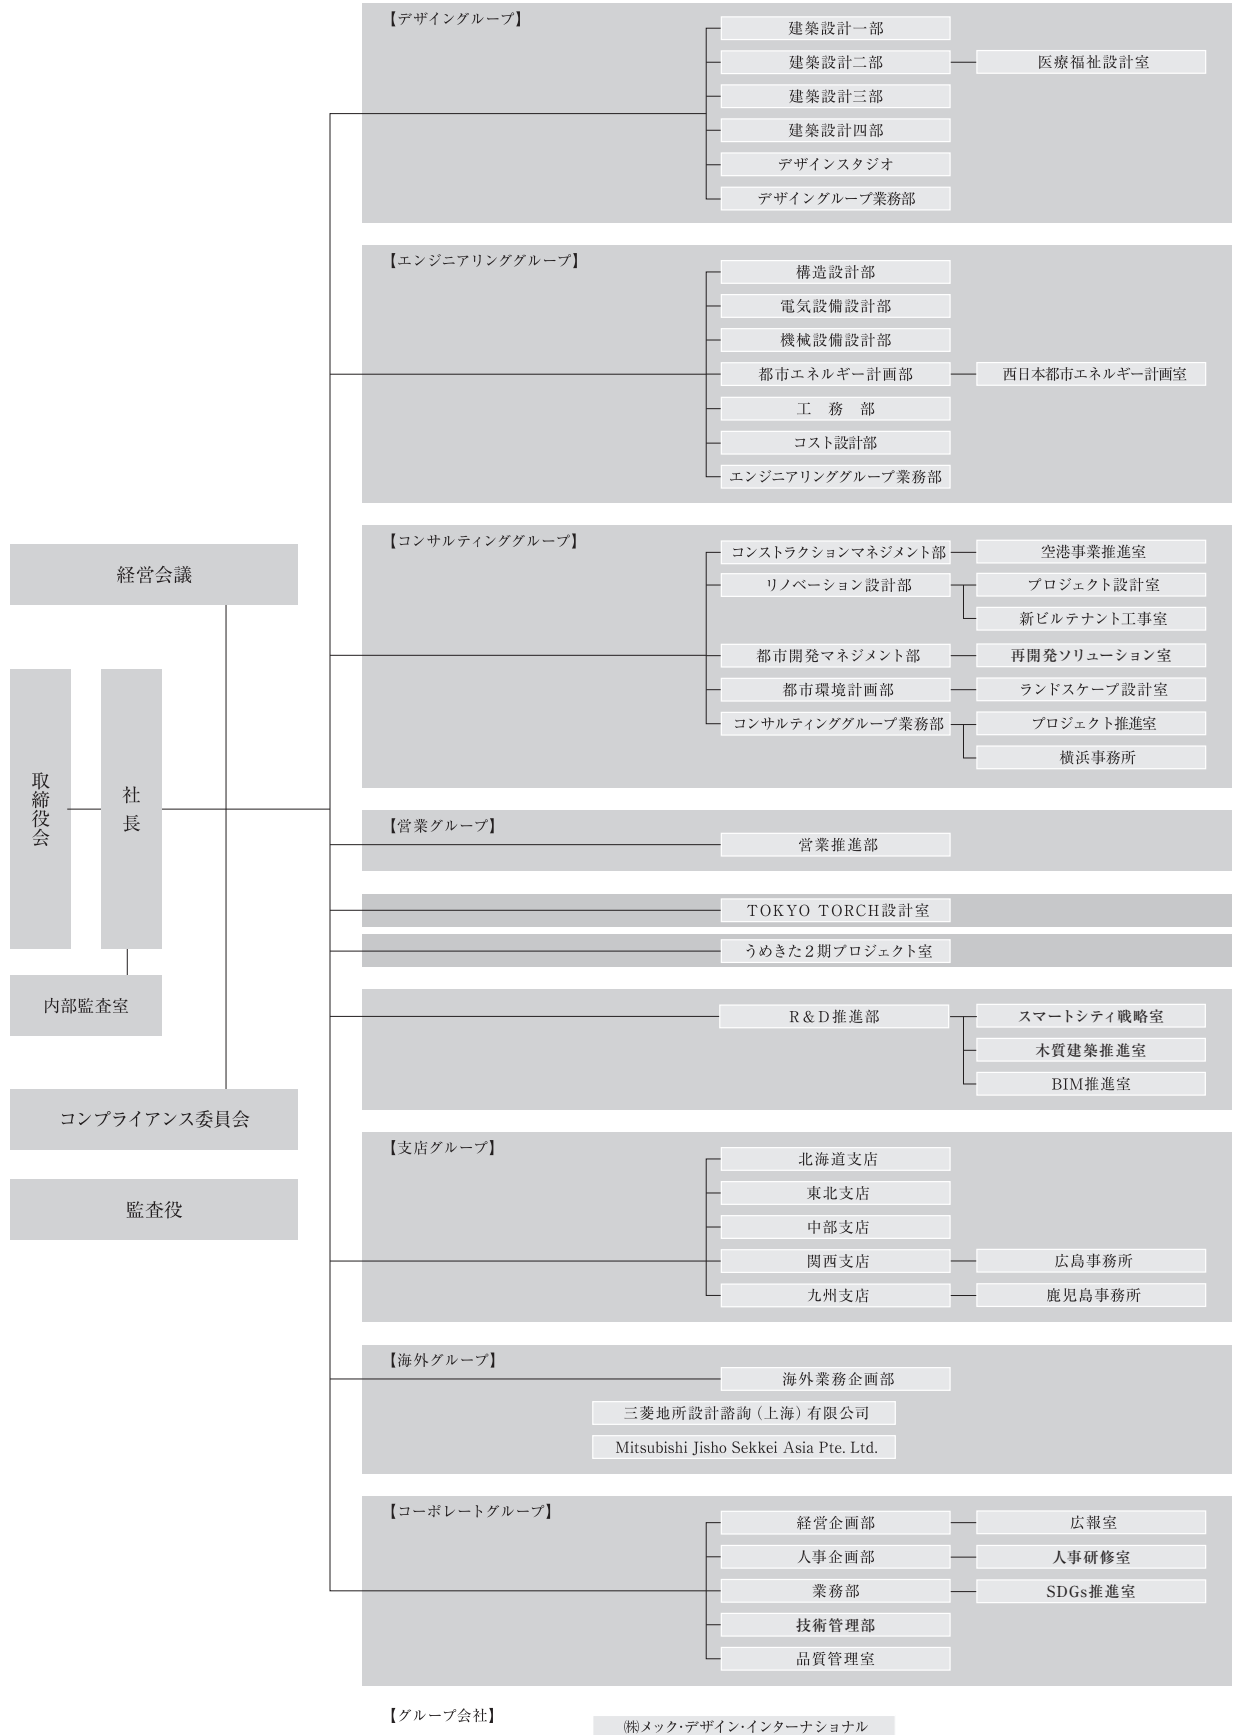 【デザイングループ】
建築設計一部
建築設計二部
医療福祉設計室
建築設計三部
建築設計四部
デザインスタジオ
デザイングループ業務部
【エンジニアリンググループ】
構造設計部
電気設備設計部
機械設備設計部
都市エネルギー計画部
西日本都市エネルギー計画室
工　務　部
コスト設計部
エンジニアリンググループ業務部
【コンサルティンググループ】
コンストラクションマネジメント部
空港事業推進室
リノベーション設計部
プロジェクト設計室
新ビルテナント工事室
都市開発マネジメント部
再開発ソリューション室
都市環境計画部
ランドスケープ設計室
コンサルティンググループ業務部
プロジェクト推進室
横浜事務所
経営会議
取締役会
社長
内部監査室
コンプライアンス委員会
監査役
【営業グループ】
営業推進部
TOKYO TORCH設計室
うめきた２期プロジェクト室
R＆D推進部
スマートシティ戦略室
木質建築推進室
BIM推進室
【支店グループ】
北海道支店
東北支店
中部支店
関西支店
広島事務所
九州支店
鹿児島事務所
【海外グループ】
海外業務企画部
三菱地所設計諮詢（上海）有限公司
Mitsubishi Jisho Sekkei Asia Pte. Ltd.
【コーポレートグループ】
経営企画部
広報室
人事企画部
人事研修室
業務部
SDGs推進室
技術管理部
品質管理室
【グループ会社】
㈱メック・デザイン・インターナショナル